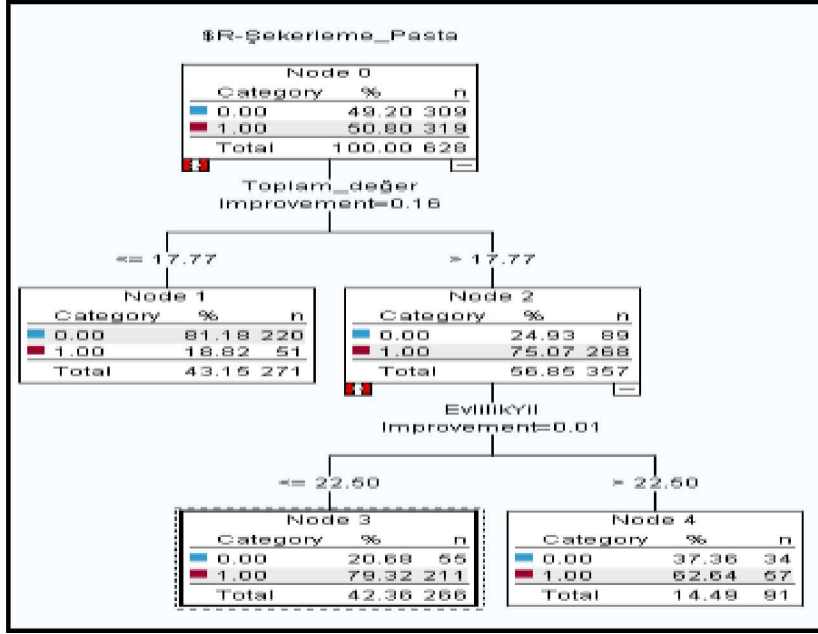 $R-Şekerleme_Pasta
Node 0
Category % n
0.00 49.20 309
1.00 50.80 319
Total 100.00 628
Toplam_değer
Improvement=0.16
<= 17.77
> 17.77
Node 1
Category % n
0.00 81.18 220
1.00 18.82 51
Total 43.15 271
Node 2
Category % n
0.00 24.93 89
1.00 75.07 268
Total 56.85 357
EvlilikYil
Improvement=0.01
<= 22.50
> 22.50
Node 3
Category % n
0.00 20.68 55
1.00 79.32 211
Total 42.36 266
Node 4
Category % n
0.00 37.36 34
1.00 62.64 57
Total 14.49 91